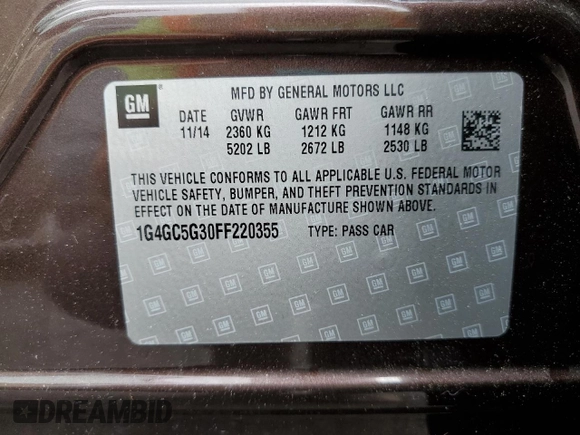 GM
MFD BY GENERAL MOTORS LLC
DATE GVWR GAWR FRT GAWR RR
11/14 2360 KG 1212 KG 1148 KG
5202 LB 2672 LB 2530 LB
THIS VEHICLE CONFORMS TO ALL APPLICABLE U.S. FEDERAL MOTOR
VEHICLE SAFETY, BUMPER, AND THEFT PREVENTION STANDARDS IN
EFFECT ON THE DATE OF MANUFACTURE SHOWN ABOVE.
1G4GC5G30FF220355 TYPE: PASS CAR
DREAMBID